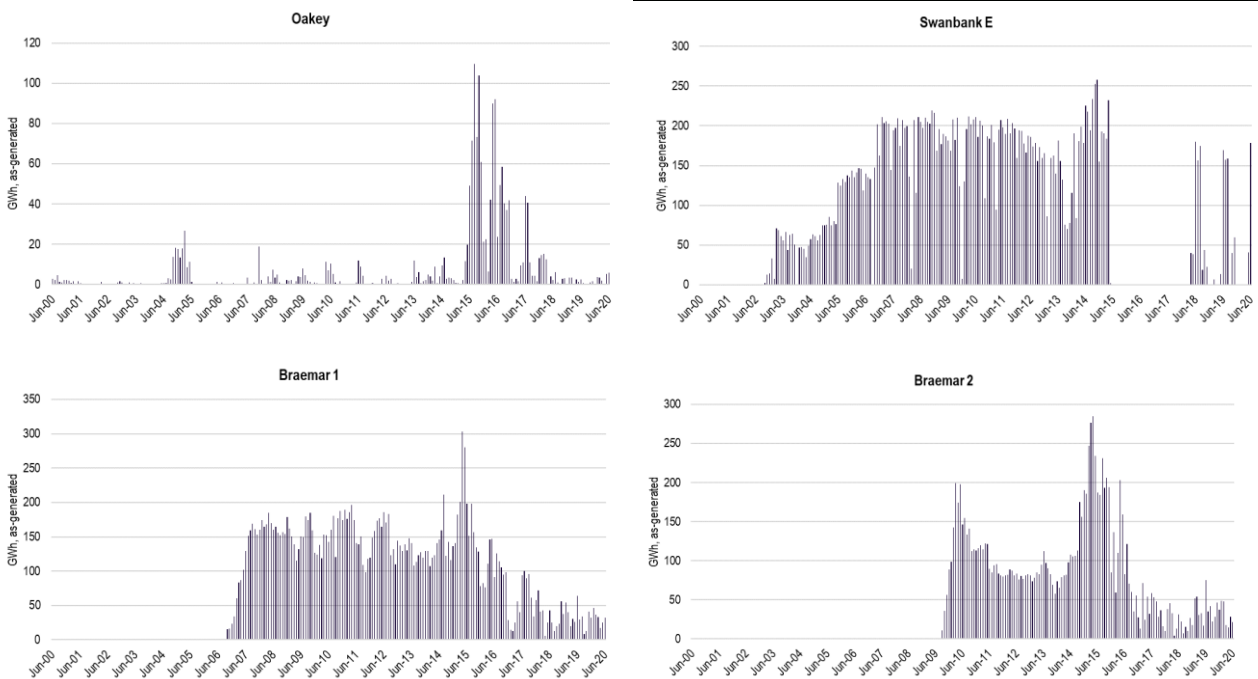 Oakey
GWh, as-generated
120
100
80
60
40
20
0
Jun-00 Jun-01 Jun-02 Jun-03 Jun-04 Jun-05 Jun-06 Jun-07 Jun-08 Jun-09 Jun-10 Jun-11 Jun-12 Jun-13 Jun-14 Jun-15 Jun-16 Jun-17 Jun-18 Jun-19 Jun-20
Swanbank E
GWh, as-generated
300
250
200
150
100
50
0
Jun-00 Jun-01 Jun-02 Jun-03 Jun-04 Jun-05 Jun-06 Jun-07 Jun-08 Jun-09 Jun-10 Jun-11 Jun-12 Jun-13 Jun-14 Jun-15 Jun-16 Jun-17 Jun-18 Jun-19 Jun-20
Braemar 1
GWh, as-generated
350
300
250
200
150
100
50
0
Jun-00 Jun-01 Jun-02 Jun-03 Jun-04 Jun-05 Jun-06 Jun-07 Jun-08 Jun-09 Jun-10 Jun-11 Jun-12 Jun-13 Jun-14 Jun-15 Jun-16 Jun-17 Jun-18 Jun-19 Jun-20
Braemar 2
GWh, as-generated
300
250
200
150
100
50
0
Jun-00 Jun-01 Jun-02 Jun-03 Jun-04 Jun-05 Jun-06 Jun-07 Jun-08 Jun-09 Jun-10 Jun-11 Jun-12 Jun-13 Jun-14 Jun-15 Jun-16 Jun-17 Jun-18 Jun-19 Jun-20